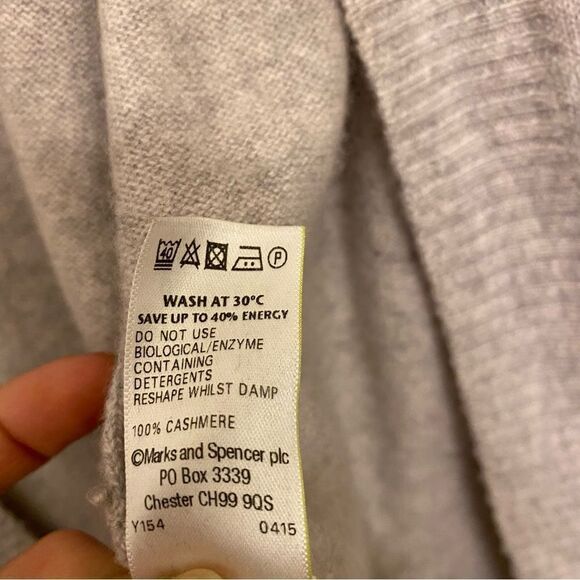 40 P
WASH AT 30°C
SAVE UP TO 40% ENERGY
DO NOT USE
BIOLOGICAL/ENZYME
CONTAINING
DETERGENTS
RESHAPE WHILST DAMP
100% CASHMERE
©Marks and Spencer plc
PO Box 3339
Chester CH99 9QS
Y154 0415